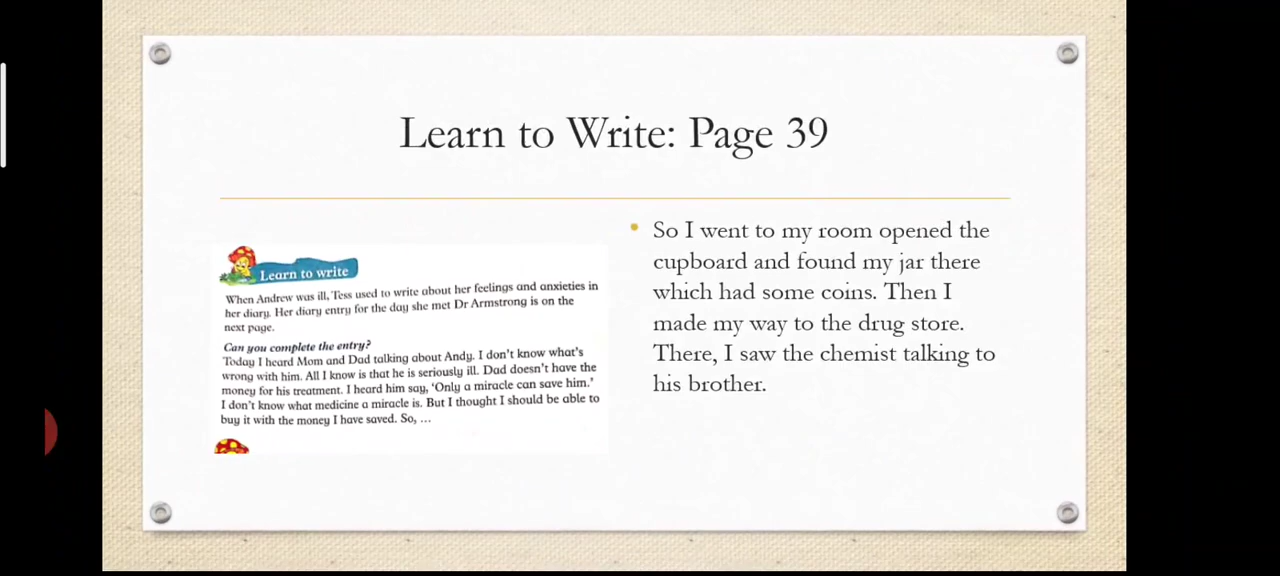 Learn to Write: Page 39
Learn to write
When Andrew was ill, Tess used to write about her feelings and anxieties in
her diary. Her diary entry for the day she met Dr Armstrong is on the
next page.
Can you complete the entry?
Today I heard Mom and Dad talking about Andy. I don't know what's
wrong with him. All I know is that he is seriously ill. Dad doesn't have the
money for his treatment. I heard him say, 'Only a miracle can save him.'
I don't know what medicine a miracle is. But I thought I should be able to
buy it with the money I have saved. So, ...
• So I went to my room opened the
cupboard and found my jar there
which had some coins. Then I
made my way to the drug store.
There, I saw the chemist talking to
his brother.